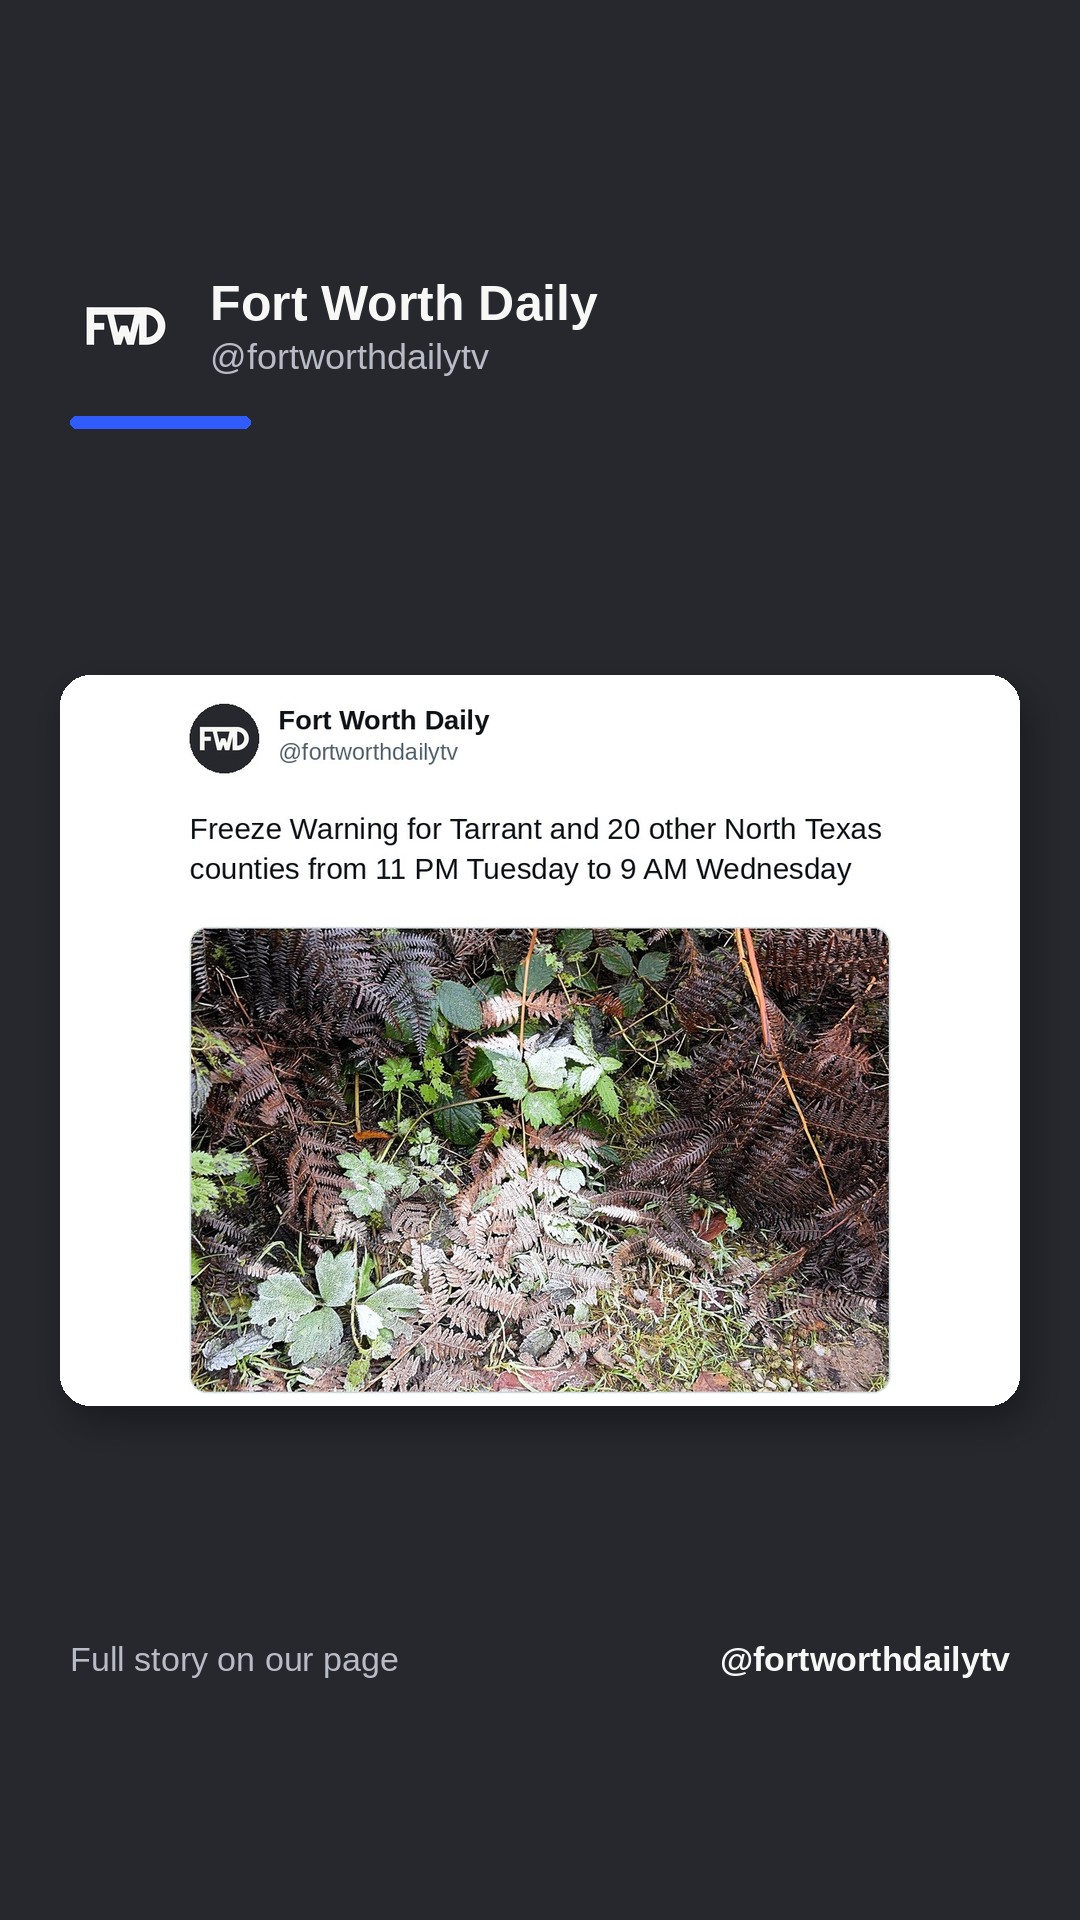 FWD
Fort Worth Daily
@fortworthdailytv
FWD
Fort Worth Daily
@fortworthdailytv
Freeze Warning for Tarrant and 20 other North Texas
counties from 11 PM Tuesday to 9 AM Wednesday
Full story on our page
@fortworthdailytv